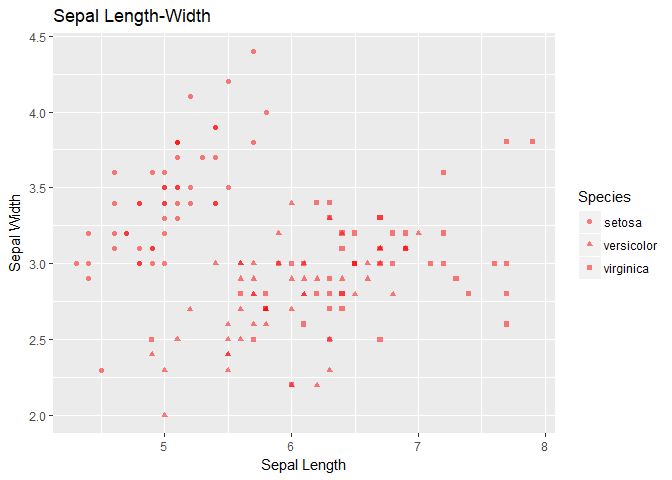 Sepal Length-Width
4.5
4.0
3.5
3.0
2.5
2.0
Sepal Width
5 6 7 8
Sepal Length
Species
setosa
versicolor
virginica